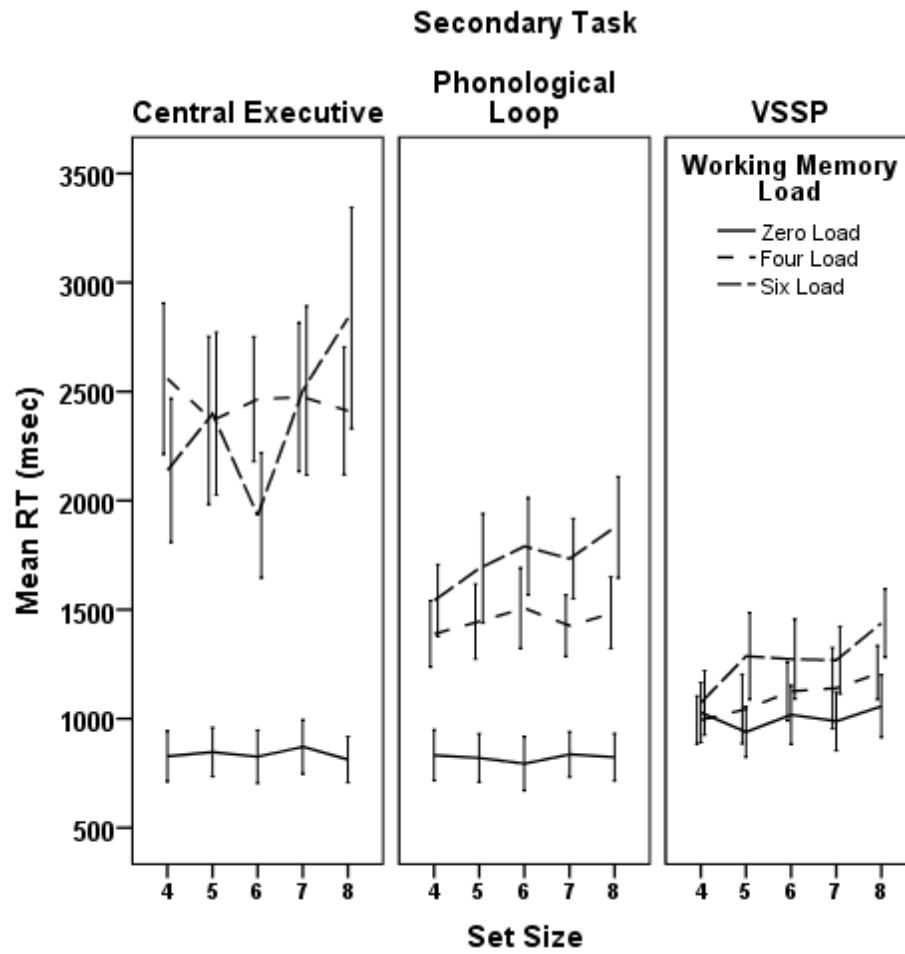 Secondary Task
Central Executive
Phonological
Loop
VSSP
Working Memory
Load
Zero Load
Four Load
Six Load
Mean RT (msec)
3500
3000
2500
2000
1500
1000
500
4 5 6 7 8
4 5 6 7 8
4 5 6 7 8
Set Size